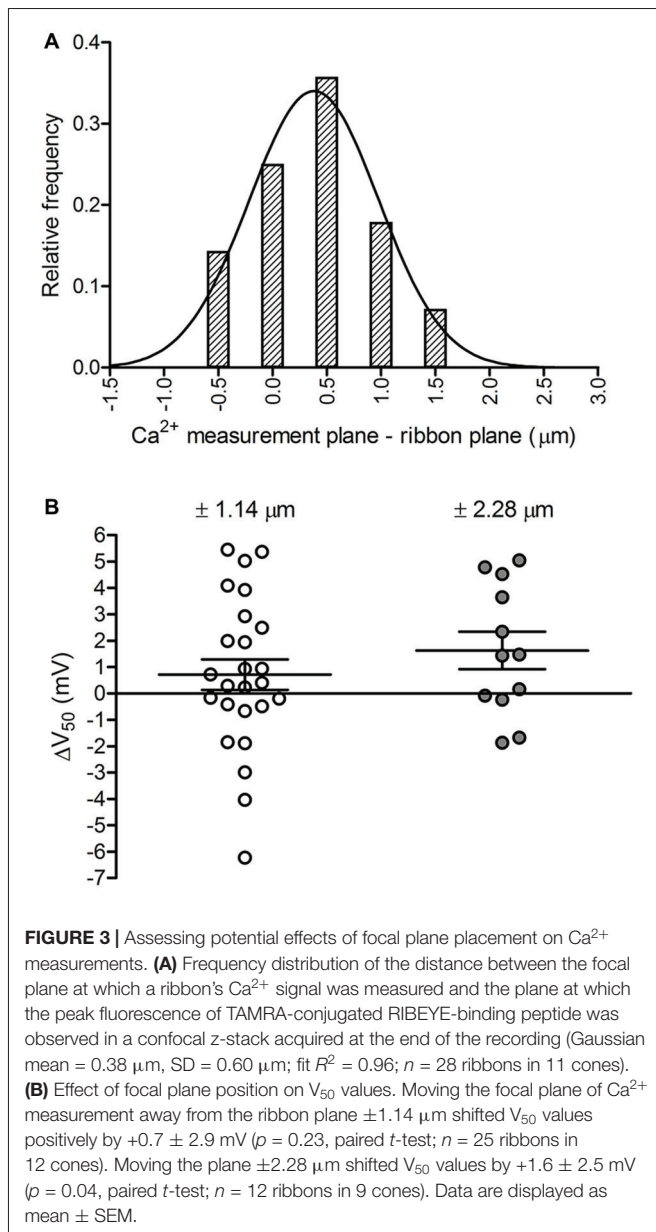 A
0.4
0.3
0.2
0.1
0.0
Relative frequency
-1.5
-1.0
-0.5
0.0
0.5
1.0
1.5
2.0
2.5
3.0
Ca²⁺ measurement plane - ribbon plane (μm)
B
± 1.14 μm
± 2.28 μm
6
5
4
3
2
1
0
-1
-2
-3
-4
-5
-6
-7
ΔV₅₀ (mV)
FIGURE 3 | Assessing potential effects of focal plane placement on Ca²⁺
measurements. (A) Frequency distribution of the distance between the focal
plane at which a ribbon's Ca²⁺ signal was measured and the plane at which
the peak fluorescence of TAMRA-conjugated RIBEYE-binding peptide was
observed in a confocal z-stack acquired at the end of the recording (Gaussian
mean = 0.38 μm, SD = 0.60 μm; fit R² = 0.96; n = 28 ribbons in 11 cones).
(B) Effect of focal plane position on V₅₀ values. Moving the focal plane of Ca²⁺
measurement away from the ribbon plane ±1.14 μm shifted V₅₀ values
positively by +0.7 ± 2.9 mV (p = 0.23, paired t-test; n = 25 ribbons in
12 cones). Moving the plane ±2.28 μm shifted V₅₀ values by +1.6 ± 2.5 mV
(p = 0.04, paired t-test; n = 12 ribbons in 9 cones). Data are displayed as
mean ± SEM.